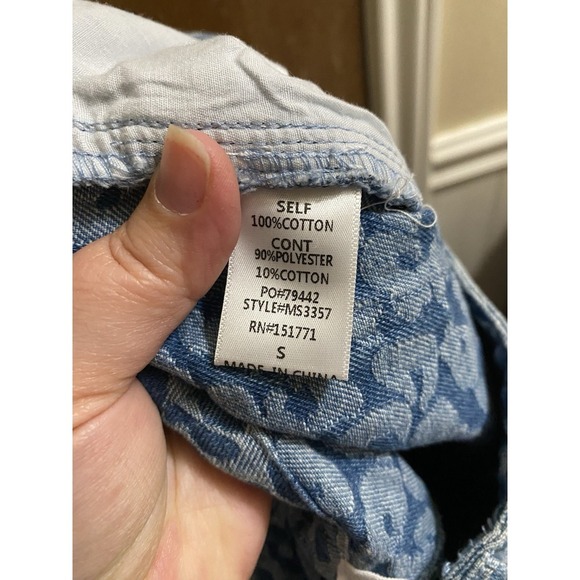 SELF
100%COTTON
CONT
90%POLYESTER
10%COTTON
PO#79442
STYLE#MS3357
RN#151771
S
MADE IN CHINA